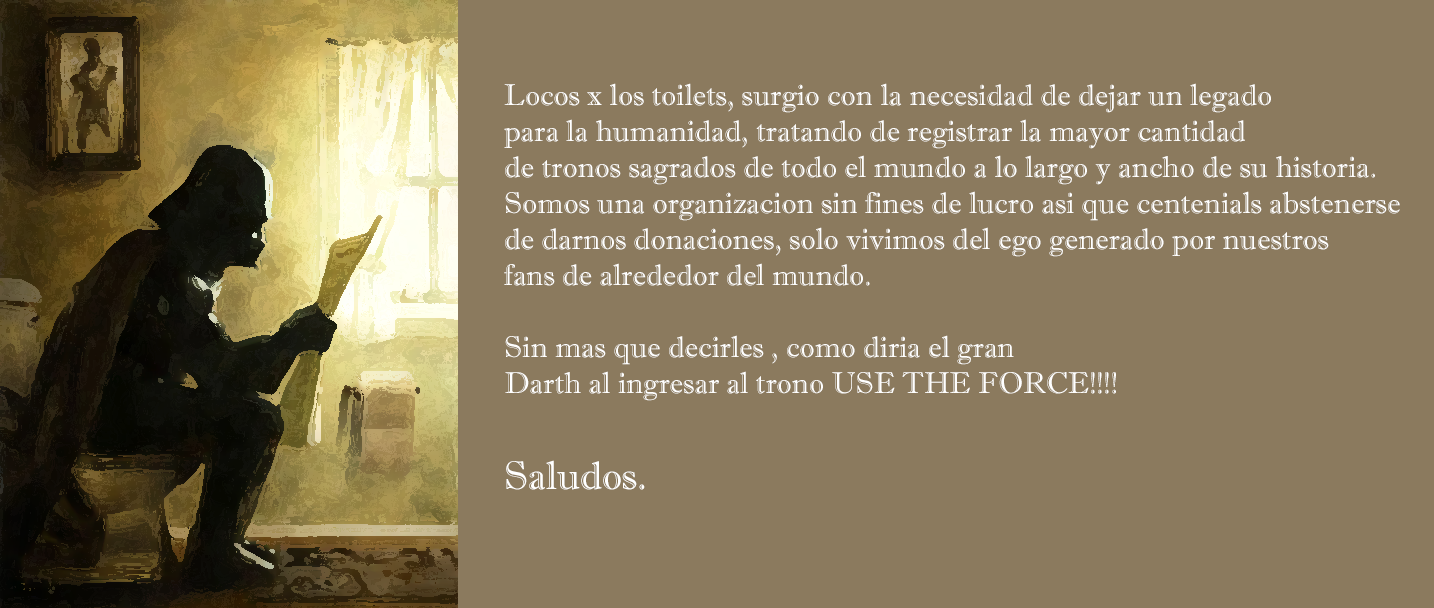 Locos x los toilets, surgio con la necesidad de dejar un legado
para la humanidad, tratando de registrar la mayor cantidad
de tronos sagrados de todo el mundo a lo largo y ancho de su historia.
Somos una organizacion sin fines de lucro asi que centenials abstenerse
de darnos donaciones, solo vivimos del ego generado por nuestros
fans de alrededor del mundo.
Sin mas que decirles , como diria el gran
Darth al ingresar al trono USE THE FORCE!!!!
Saludos.